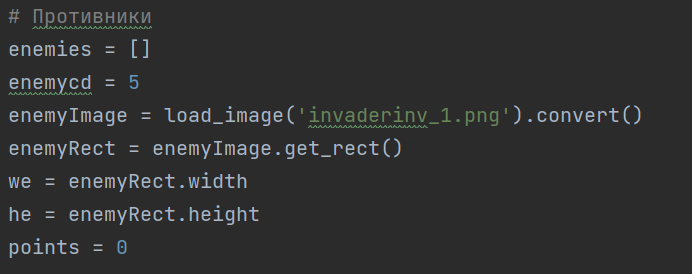 # Противники
enemies = []
enemycd = 5
enemyImage = load_image('invaderinv_1.png').convert()
enemyRect = enemyImage.get_rect()
we = enemyRect.width
he = enemyRect.height
points = 0